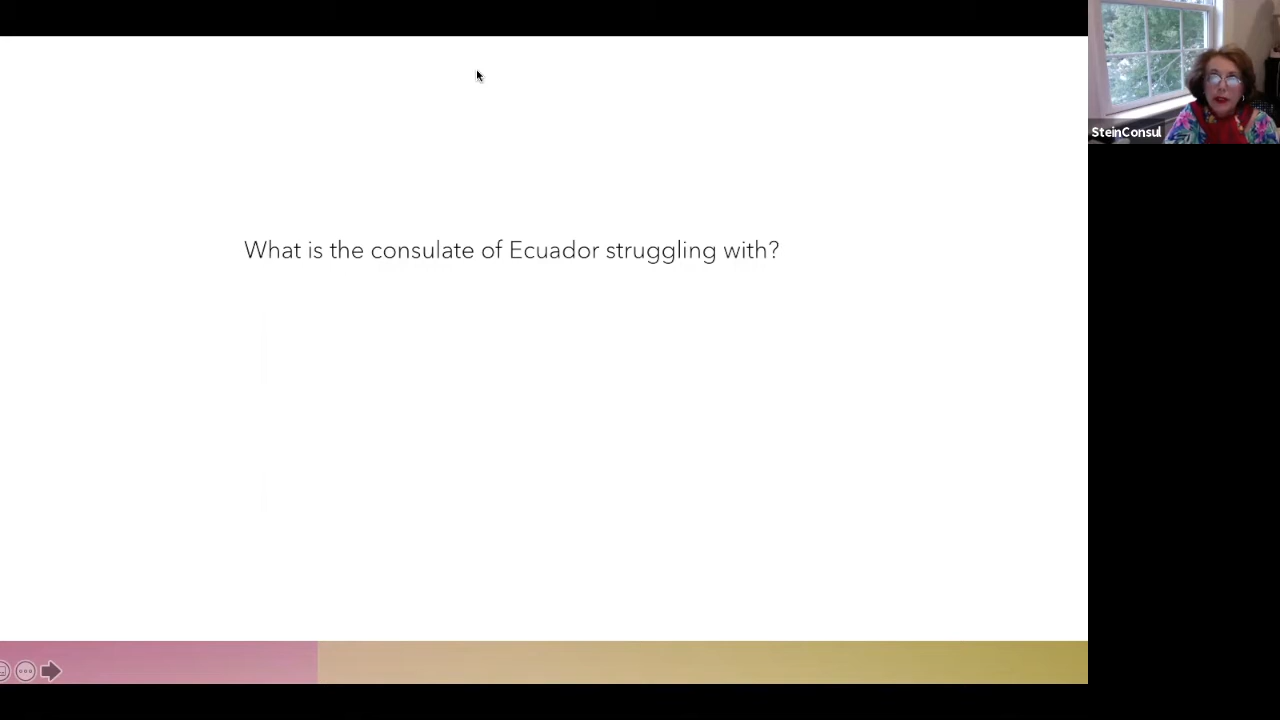 What is the consulate of Ecuador struggling with?
SteinConsul